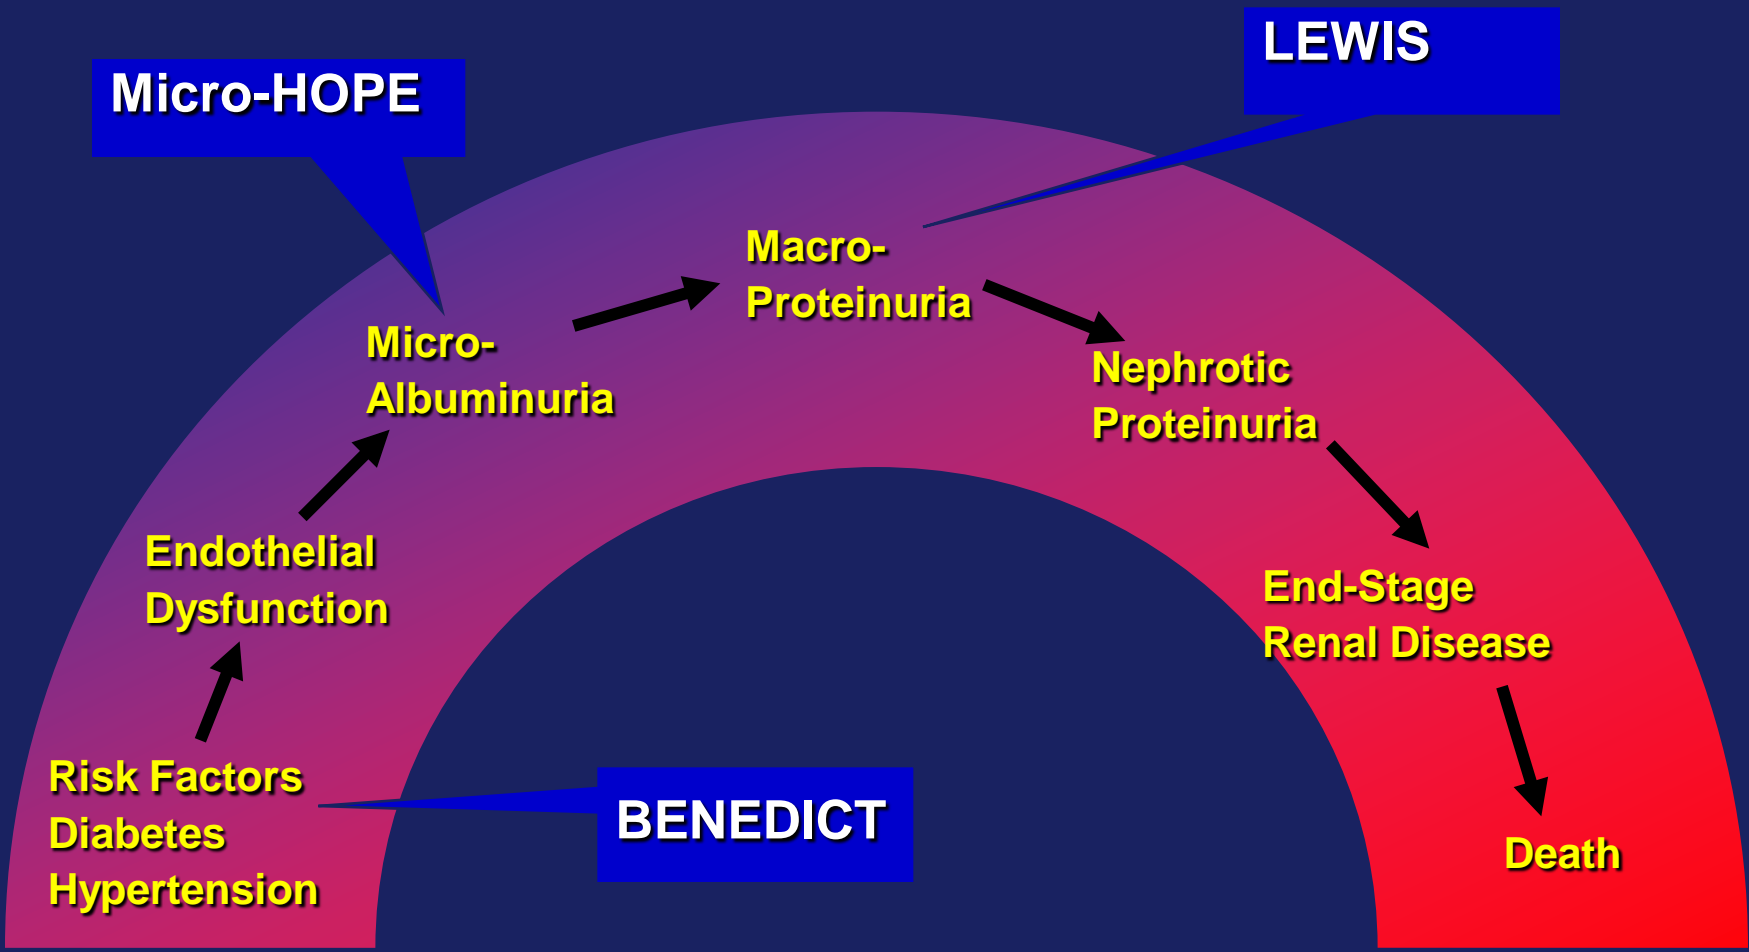 Micro-HOPE
LEWIS
Macro-
Proteinuria
Micro-
Albuminuria
Nephrotic
Proteinuria
Endothelial
Dysfunction
End-Stage
Renal Disease
Risk Factors
Diabetes
Hypertension
BENEDICT
Death